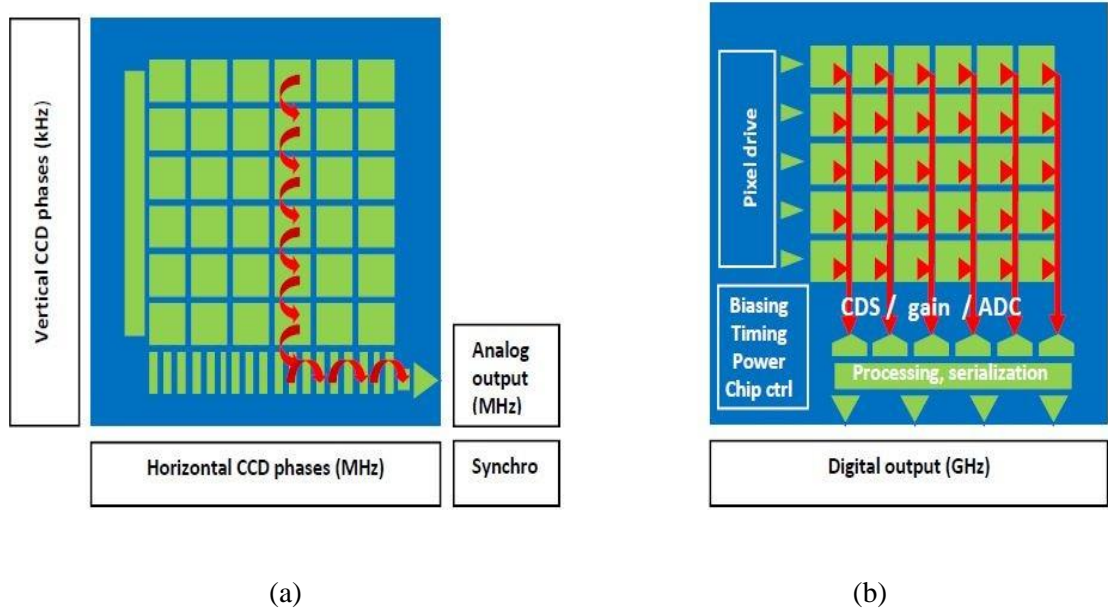 Vertical CCD phases (kHz)
Analog
output
(MHz)
Horizontal CCD phases (MHz)
Synchro
(a)
Pixel drive
Biasing
Timing
Power
Chip ctrl
CDS / gain / ADC
Processing, serialization
Digital output (GHz)
(b)